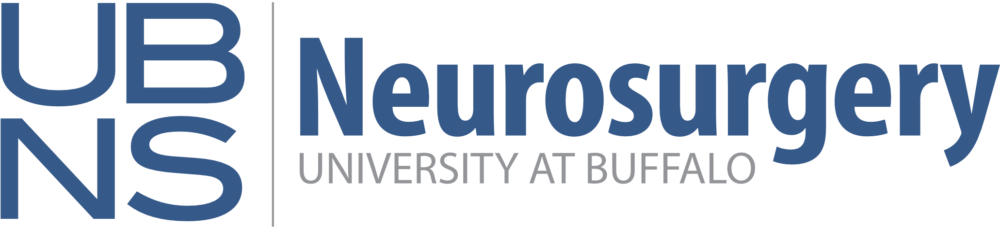 UB
NS
Neurosurgery
UNIVERSITY AT BUFFALO